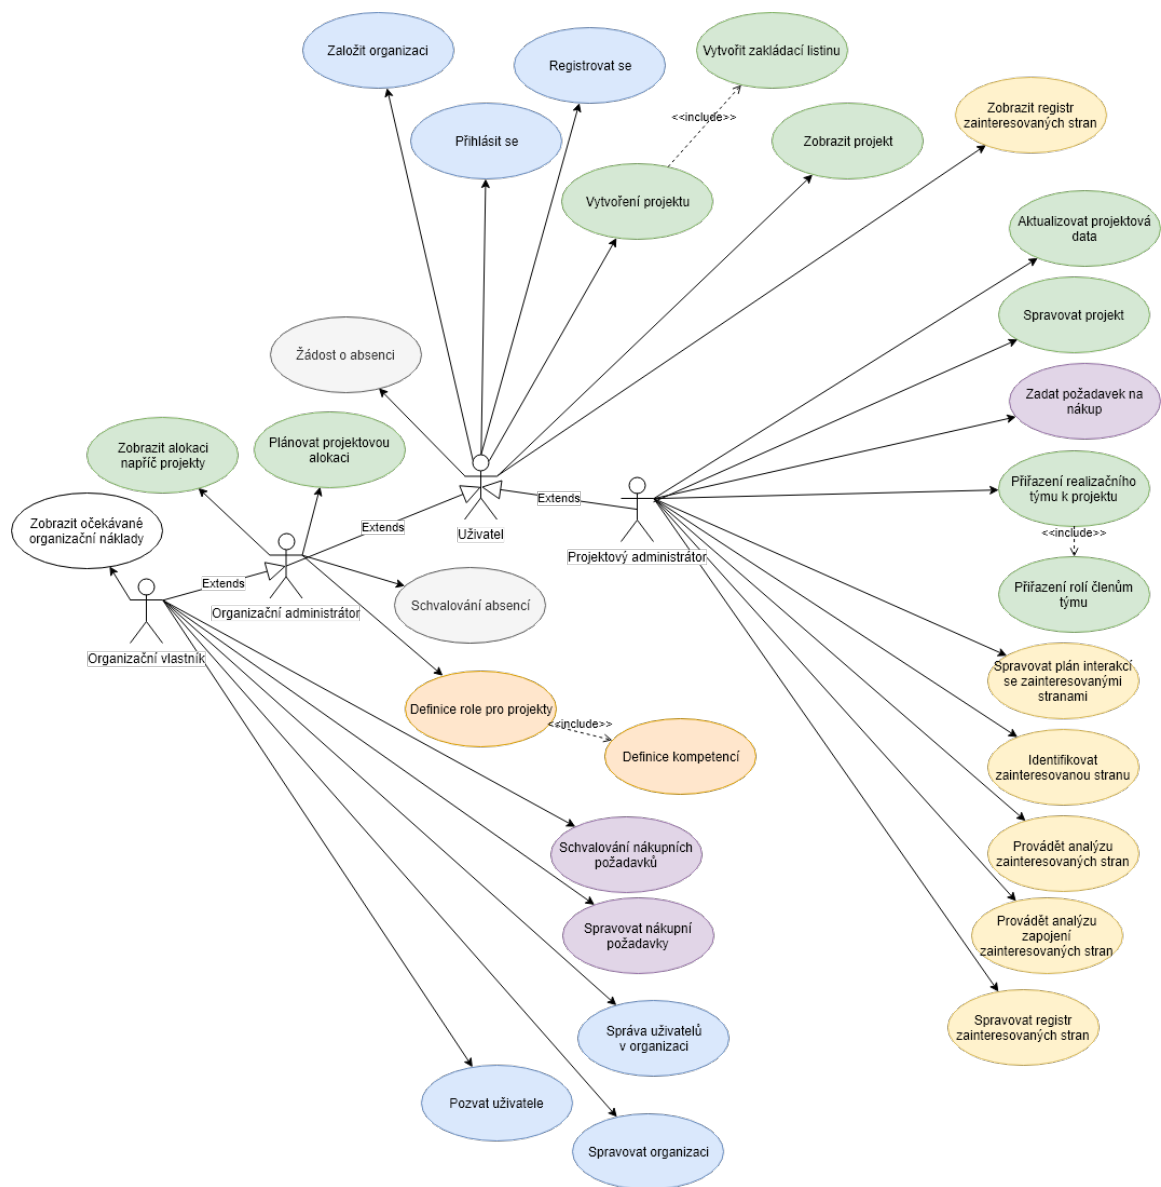 Založit organizaci
Registrovat se
Vytvořit zakládací listinu
<<include>>
Zobrazit registr
zainteresovaných stran
Přihlásit se
Zobrazit projekt
Vytvoření projektu
Aktualizovat projektová
data
Spravovat projekt
Žádost o absenci
Zadat požadavek na
nákup
Zobrazit alokaci
napříč projekty
Plánovat projektovou
alokaci
Přiřazení realizačního
týmu k projektu
<<include>>
Přiřazení rolí členům
týmu
Zobrazit očekávané
organizační náklady
Extends
Extends
Uživatel
Projektový administrátor
Extends
Organizační administrátor
Schvalování absencí
Organizační vlastník
Spravovat plán interakcí
se zainteresovanými
stranami
Definice role pro projekty
<<include>>
Definice kompetencí
Identifikovat
zainteresovanou stranu
Schvalování nákupních
požadavků
Provádět analýzu
zainteresovaných stran
Spravovat nákupní
požadavky
Provádět analýzu
zapojení
zainteresovaných stran
Správa uživatelů
v organizaci
Spravovat registr
zainteresovaných stran
Pozvat uživatele
Spravovat organizaci